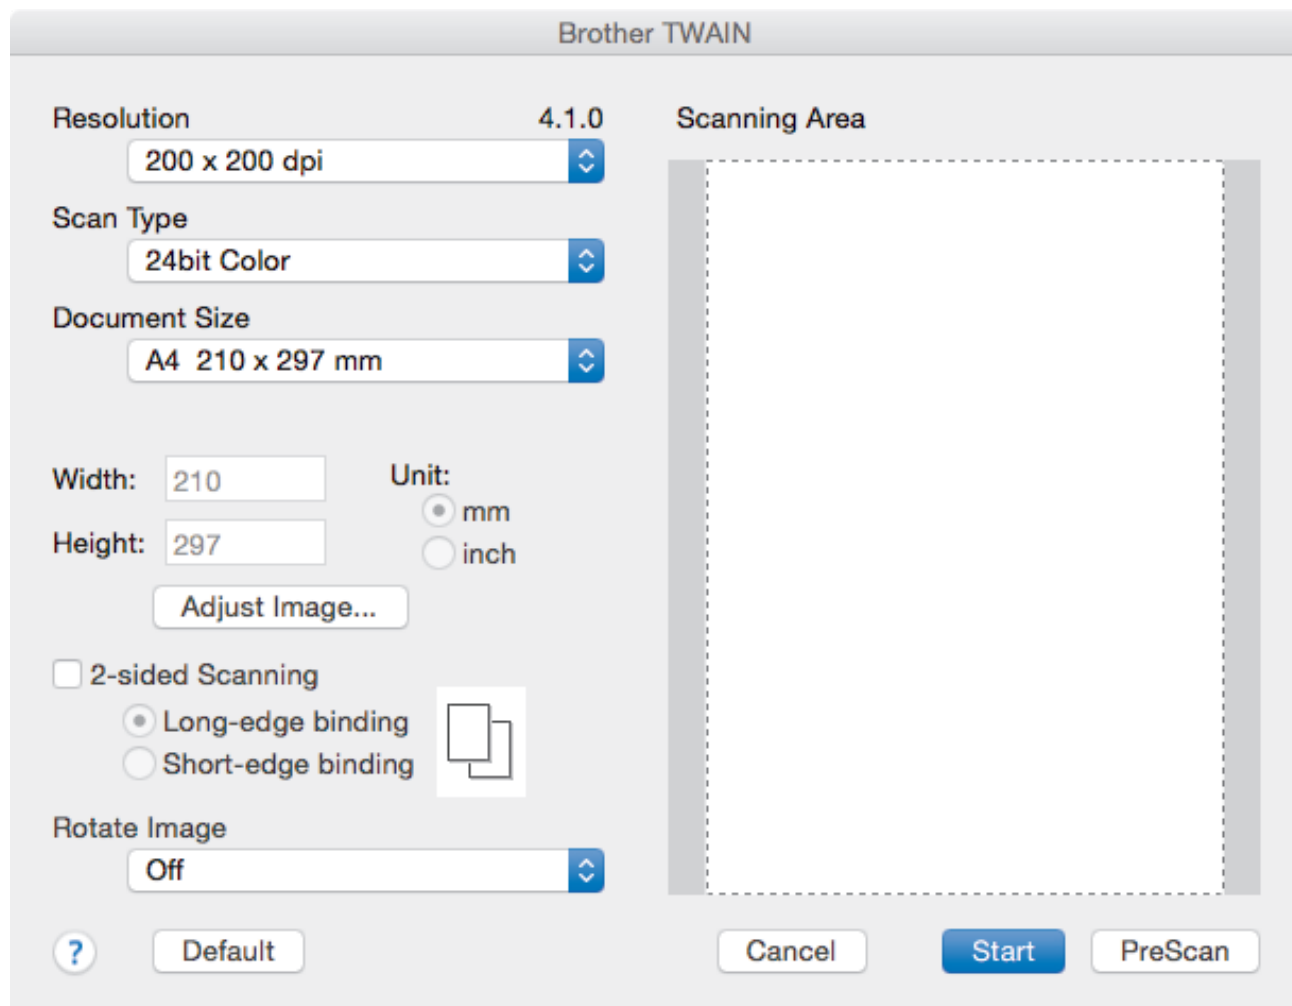 Brother TWAIN
Resolution 4.1.0
200 x 200 dpi
Scan Type
24bit Color
Document Size
A4 210 x 297 mm
Width: 210
Height: 297
Unit:
mm
inch
Adjust Image...
2-sided Scanning
Long-edge binding
Short-edge binding
Rotate Image
Off
? Default
Scanning Area
Cancel Start PreScan